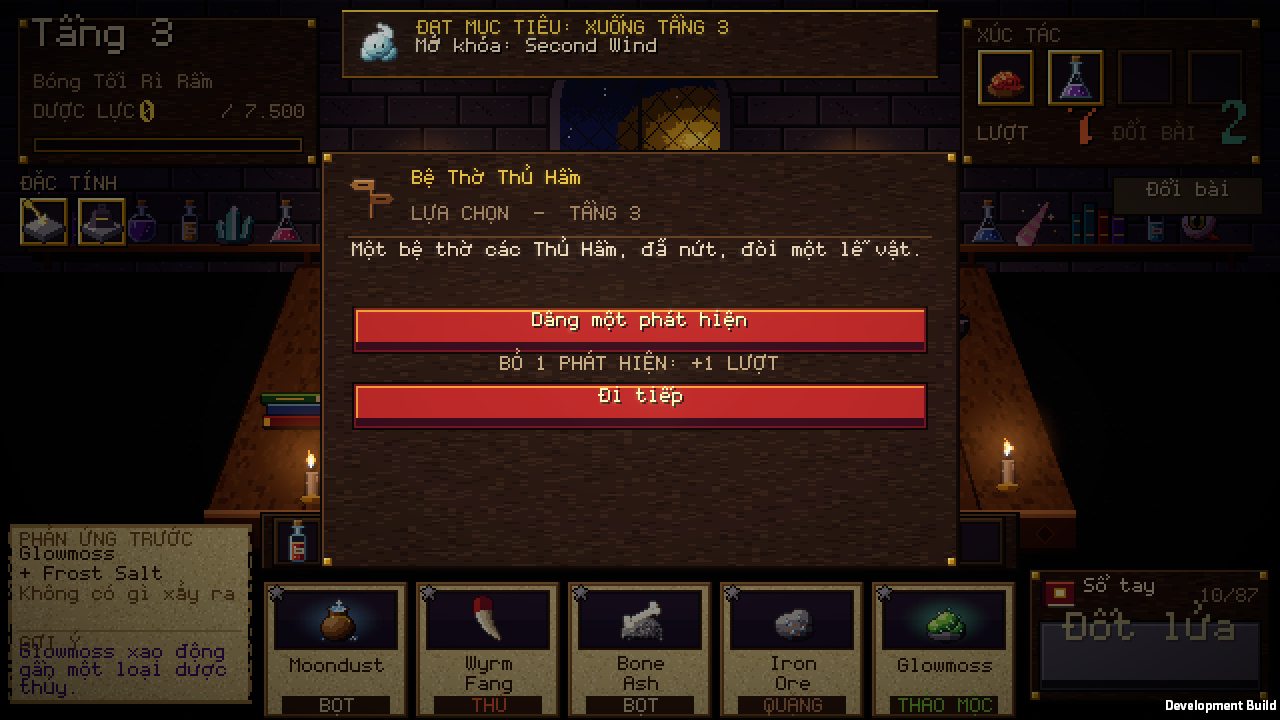 Tầng 3
Bóng Tối Rì Rầm
DƯỢC LỰC 0 / 7.500
ĐẶC TÍNH
ĐẠT MỤC TIÊU: XUỐNG TẦNG 3
Mở khóa: Second Wind
XÚC TÁC
LƯỢT
ĐỔI BÀI 2
Đổi bài
Bệ Thờ Thủ Hầm
LỰA CHỌN – TẦNG 3
Một bệ thờ các Thủ Hầm, đã nứt, đòi một lễ vật.
Dâng một phát hiện
BỎ 1 PHÁT HIỆN: +1 LƯỢT
Đi tiếp
PHẢN ỨNG TRƯỚC
Glowmoss
+ Frost Salt
Không có gì xảy ra
GỢI Ý
Glowmoss xao động
gần một loại dược
thủy.
Moondust
BỘT
Wyrm
Fang
THÚ
Bone
Ash
BỘT
Iron
Ore
QUẶNG
Glowmoss
THẢO MỘC
Sổ tay
10/87
Đốt lửa
Development Build